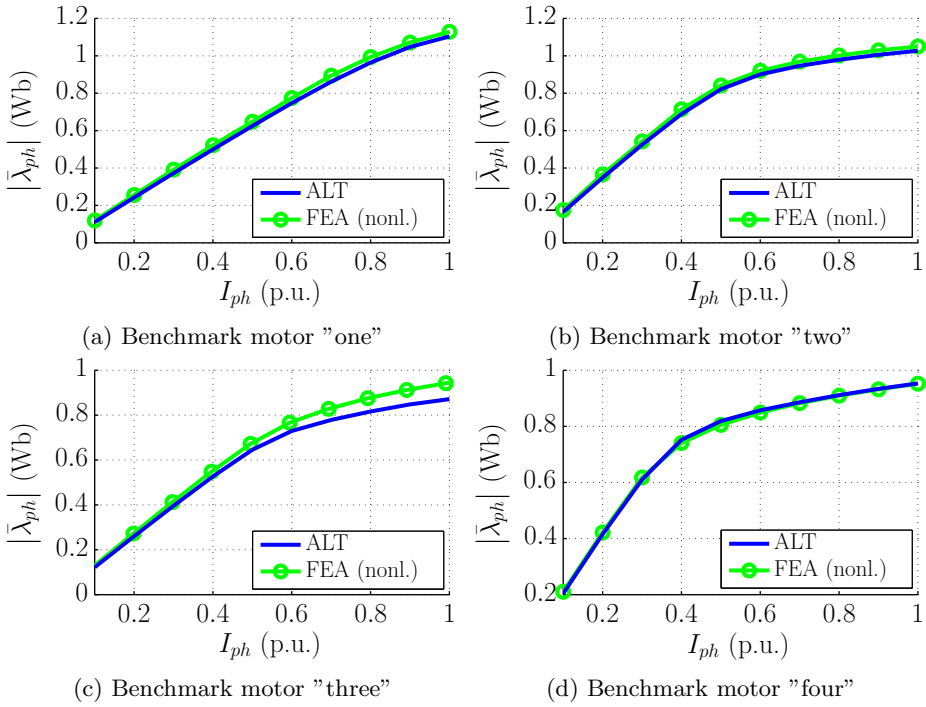 1.2
1
0.8
0.6
0.4
0.2
0
|λ̄ph| (Wb)
ALT
FEA (nonl.)
0.2 0.4 0.6 0.8 1
Iph (p.u.)
(a) Benchmark motor "one"
1.2
1
0.8
0.6
0.4
0.2
0
|λ̄ph| (Wb)
ALT
FEA (nonl.)
0.2 0.4 0.6 0.8 1
Iph (p.u.)
(b) Benchmark motor "two"
1
0.8
0.6
0.4
0.2
0
|λ̄ph| (Wb)
ALT
FEA (nonl.)
0.2 0.4 0.6 0.8 1
Iph (p.u.)
(c) Benchmark motor "three"
1
0.8
0.6
0.4
0.2
|λ̄ph| (Wb)
ALT
FEA (nonl.)
0.2 0.4 0.6 0.8 1
Iph (p.u.)
(d) Benchmark motor "four"